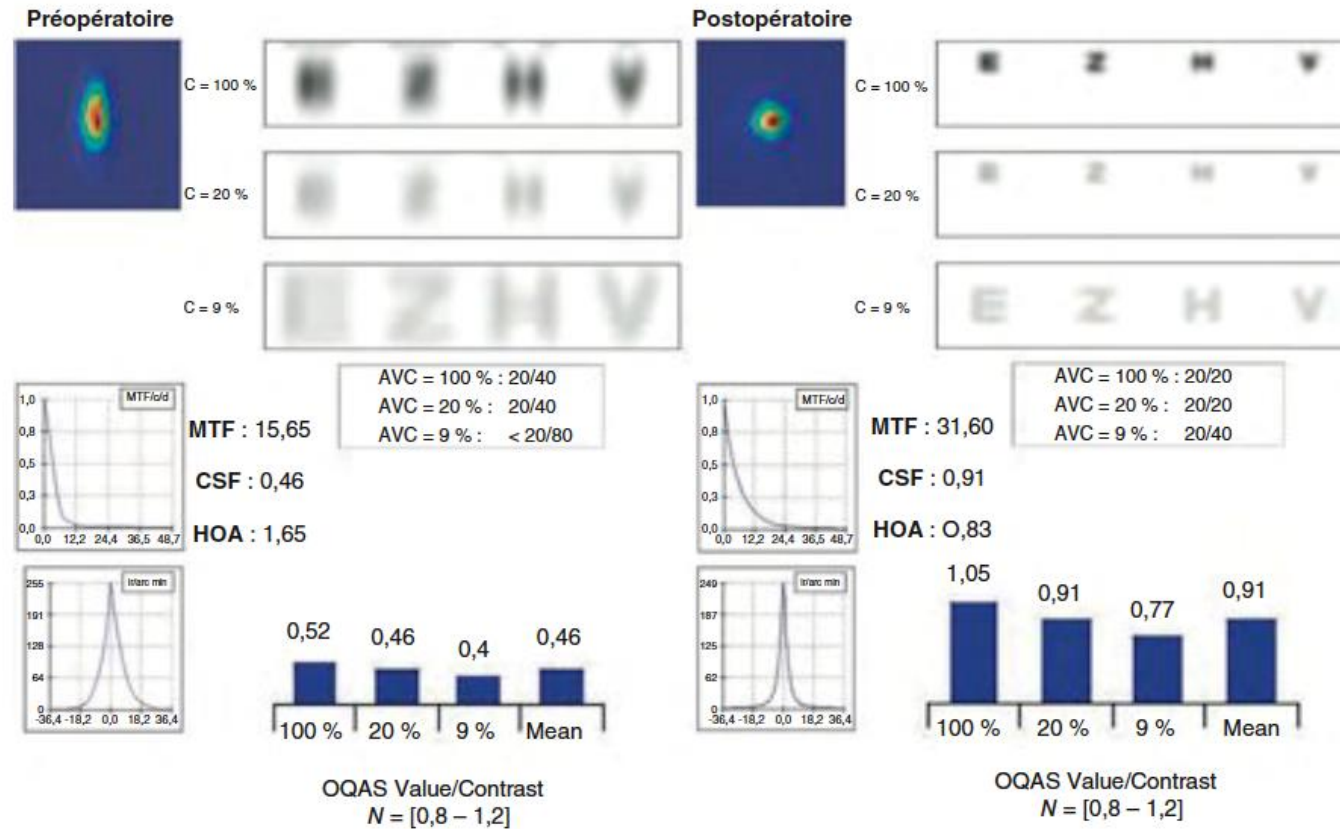 Préopératoire
C = 100 %
C = 20 %
E Z H V
C = 9 %
AVC = 100 % : 20/40
AVC = 20 % : 20/40
AVC = 9 % : < 20/80
MTF/c/d
1,0
0,8
0,5
0,3
0,0
0,0 12,2 24,4 36,5 48,7
MTF : 15,65
CSF : 0,46
HOA : 1,65
Ir/arc min
255
191
128
64
0
-36,4 -18,2 0,0 18,2 36,4
0,52 0,46 0,4 0,46
100 % 20 % 9 % Mean
OQAS Value/Contrast
N = [0,8 – 1,2]
Postopératoire
C = 100 %
E Z H V
C = 20 %
E Z H V
C = 9 %
E Z H V
AVC = 100 % : 20/20
AVC = 20 % : 20/20
AVC = 9 % : 20/40
MTF/c/d
1,0
0,8
0,5
0,3
0,0
0,0 12,2 24,4 36,5 48,7
MTF : 31,60
CSF : 0,91
HOA : O,83
Ir/arc min
249
187
128
62
0
-36,4 -18,2 0,0 18,2 36,4
1,05 0,91 0,77 0,91
100 % 20 % 9 % Mean
OQAS Value/Contrast
N = [0,8 – 1,2]